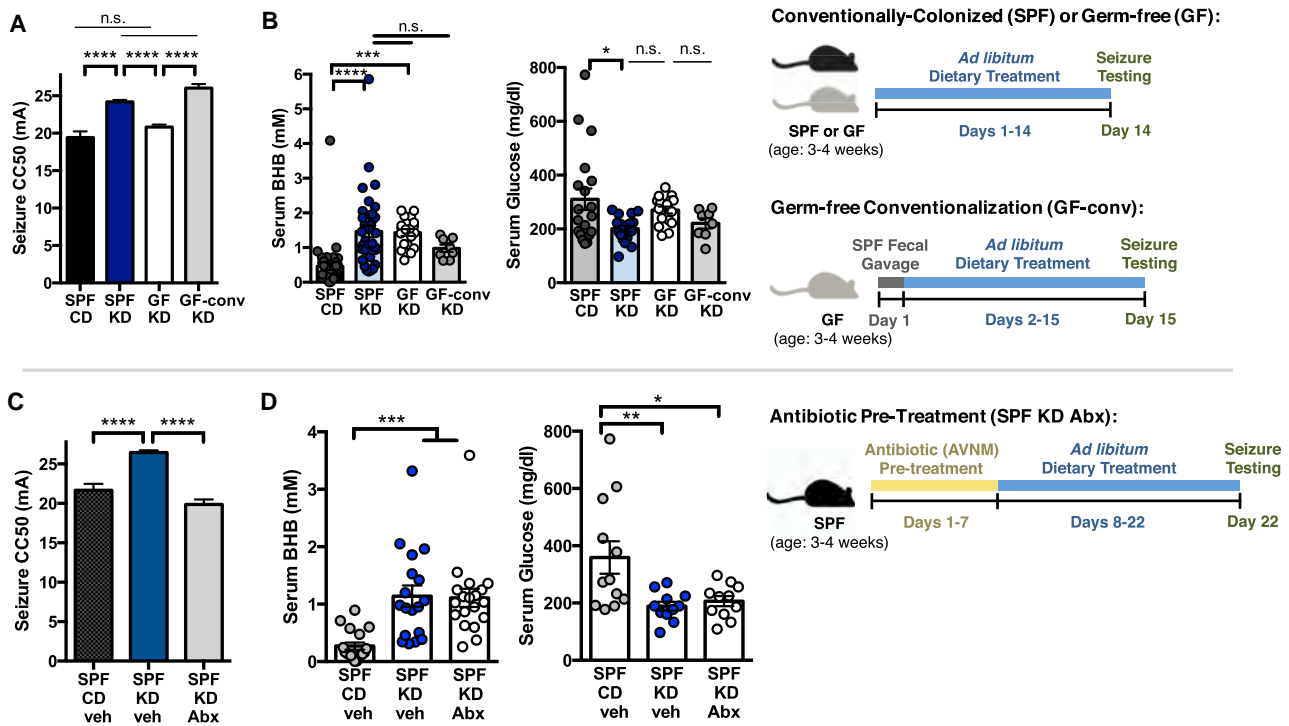 A
n.s.
**** **** ****
Seizure CC50 (mA)
25
20
15
10
5
0
SPF CD
SPF KD
GF KD
GF-conv KD
B
n.s.
***
****
Serum BHB (mM)
6
5
4
3
2
1
0
SPF CD
SPF KD
GF KD
GF-conv KD
* n.s. n.s.
Serum Glucose (mg/dl)
800
600
400
200
0
SPF CD
SPF KD
GF KD
GF-conv KD
Conventionally-Colonized (SPF) or Germ-free (GF):
Ad libitum
Dietary Treatment
Seizure
Testing
SPF or GF
(age: 3-4 weeks)
Days 1-14
Day 14
Germ-free Conventionalization (GF-conv):
SPF Fecal
Gavage
Ad libitum
Dietary Treatment
Seizure
Testing
GF
(age: 3-4 weeks)
Day 1
Days 2-15
Day 15
C
**** ****
Seizure CC50 (mA)
25
20
15
10
5
0
SPF CD veh
SPF KD veh
SPF KD Abx
D
***
Serum BHB (mM)
4
3
2
1
0
SPF CD veh
SPF KD veh
SPF KD Abx
*
**
Serum Glucose (mg/dl)
800
600
400
200
0
SPF CD veh
SPF KD veh
SPF KD Abx
Antibiotic Pre-Treatment (SPF KD Abx):
Antibiotic (AVNM)
Pre-treatment
Ad libitum
Dietary Treatment
Seizure
Testing
SPF
(age: 3-4 weeks)
Days 1-7
Days 8-22
Day 22